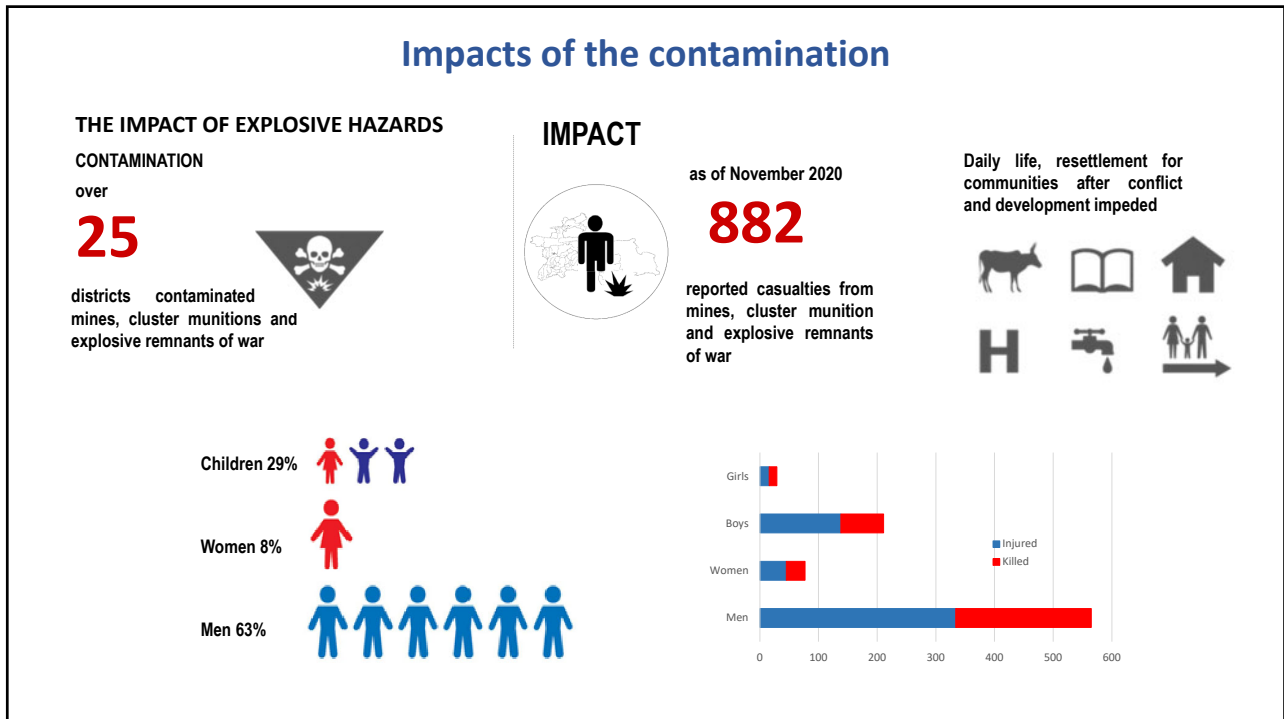 Impacts of the contamination
THE IMPACT OF EXPLOSIVE HAZARDS
CONTAMINATION
over
25
districts contaminated
mines, cluster munitions and
explosive remnants of war
IMPACT
as of November 2020
882
reported casualties from
mines, cluster munition
and explosive remnants
of war
Daily life, resettlement for
communities after conflict
and development impeded
H
Children 29%
Women 8%
Men 63%
Girls
Boys
Women
Men
Injured
Killed
0 100 200 300 400 500 600